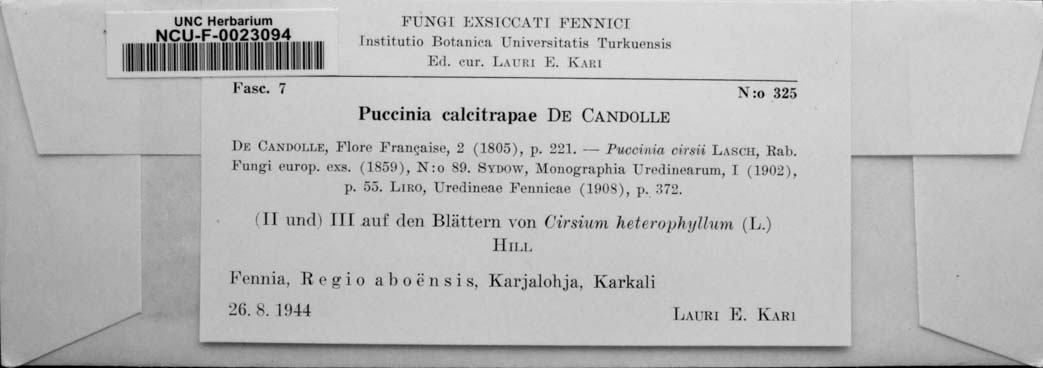 UNC Herbarium
NCU-F-0023094
FUNGI EXSICCATI FENNICI
Institutio Botanica Universitatis Turkuensis
Ed. cur. LAURI E. KARI
Fasc. 7
N:o 325
Puccinia calcitrapae DE CANDOLLE
DE CANDOLLE, Flore Française, 2 (1805), p. 221. — Puccinia cirsii LASCH, Rab.
Fungi europ. exs. (1859), N:o 89. SYDOW, Monographia Uredinearum, I (1902),
p. 55. LIRO, Uredineae Fennicae (1908), p. 372.
(II und) III auf den Blättern von Cirsium heterophyllum (L.)
HILL
Fennia, Regio aboënsis, Karjalohja, Karkali
26. 8. 1944
LAURI E. KARI